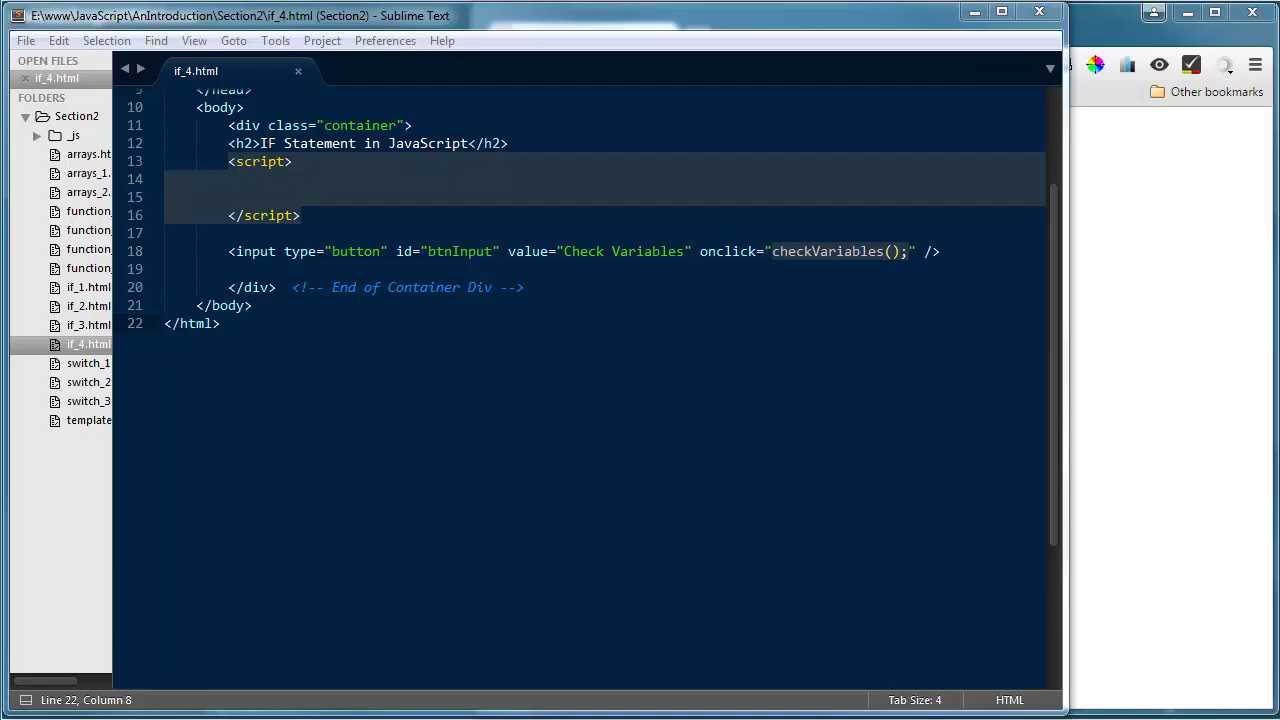 E:\www\JavaScript\AnIntroduction\Section2\if_4.html (Section2) - Sublime Text
File Edit Selection Find View Goto Tools Project Preferences Help
OPEN FILES
if_4.html
FOLDERS
Section2
_js
arrays.ht
arrays_1.
arrays_2.
function_
function_
function_
function_
if_1.html
if_2.html
if_3.html
if_4.html
switch_1
switch_2
switch_3
template
if_4.html
9 </head>
10 <body>
11 <div class="container">
12 <h2>IF Statement in JavaScript</h2>
13 <script>
14
15
16 </script>
17
18 <input type="button" id="btnInput" value="Check Variables" onclick="checkVariables();" />
19
20 </div> <!-- End of Container Div -->
21 </body>
22 </html>
Other bookmarks
Line 22, Column 8
Tab Size: 4
HTML